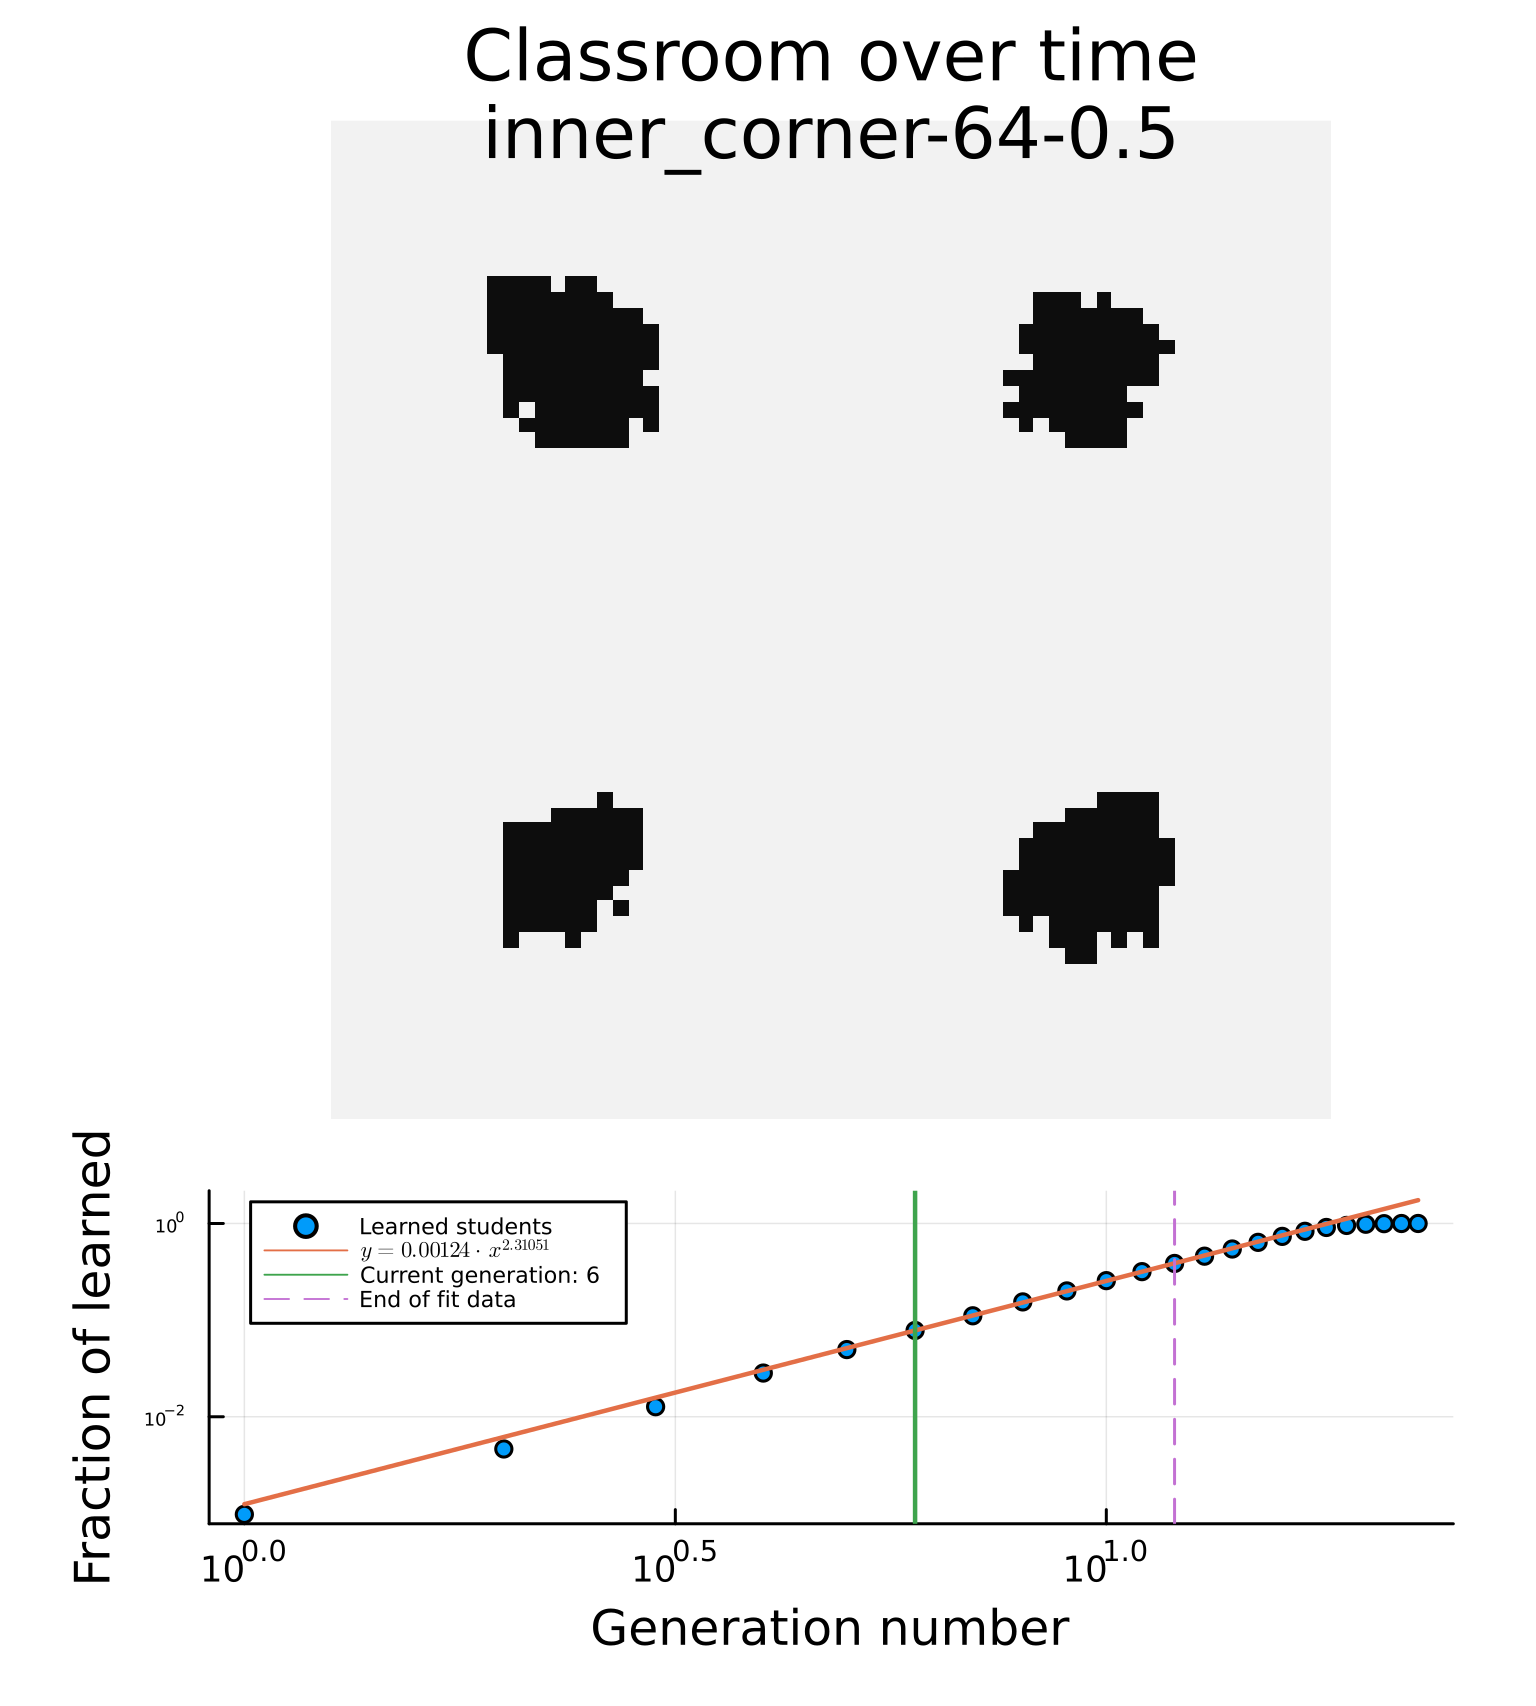 Classroom over time
inner_corner-64-0.5
Fraction of learned
10^0
10^−2
Learned students
y = 0.00124 · x^2.31051
Current generation: 6
End of fit data
10^0.0
10^0.5
10^1.0
Generation number